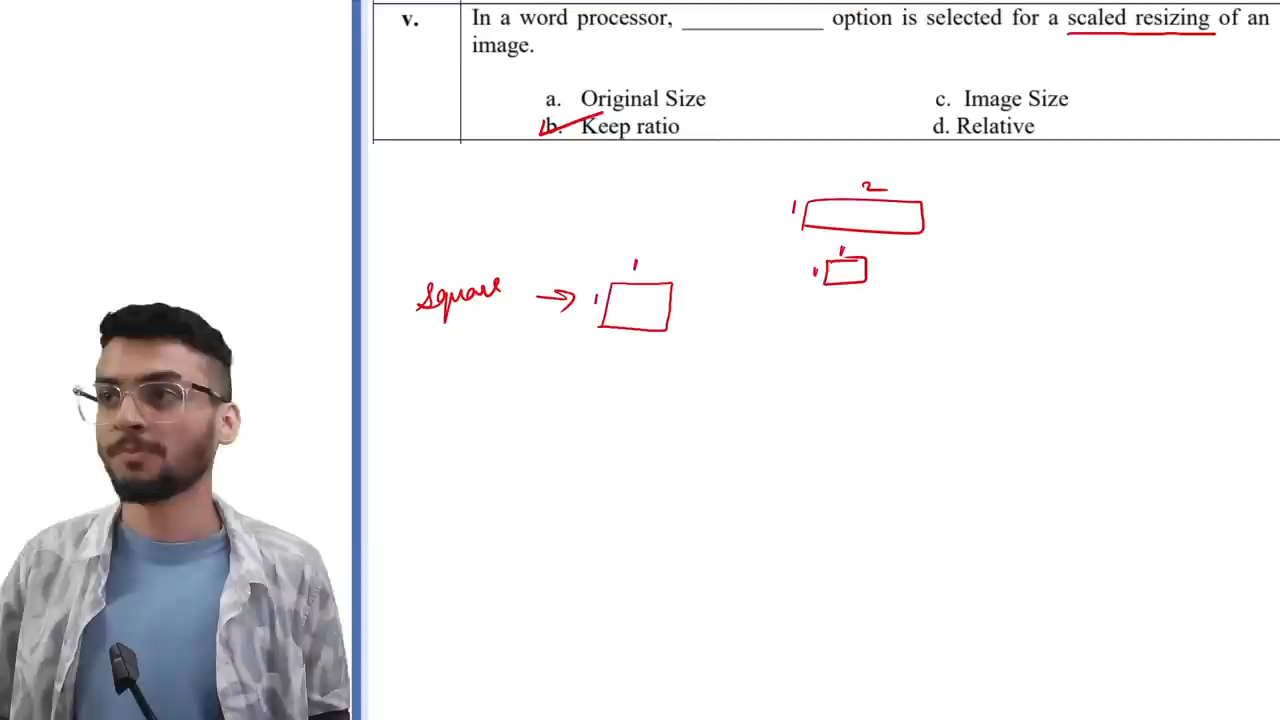 v. In a word processor, _____________ option is selected for a scaled resizing of an
image.
a. Original Size
c. Image Size
b. Keep ratio
d. Relative
2
1
1
1
Square → 1
1